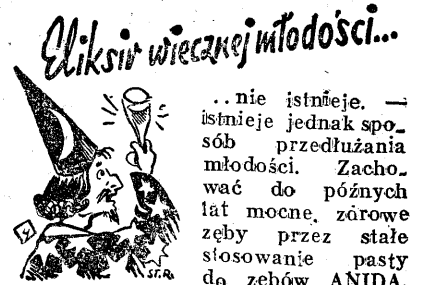 Eliksir wiecznej młodości...
...nie istnieje. —
istnieje jednak spo-
sób przedłużania
młodości. Zacho-
wać do późnych
lat mocne, zdrowe
zęby przez stałe
stosowanie pasty
do zębów ANIDA.
ST.R.